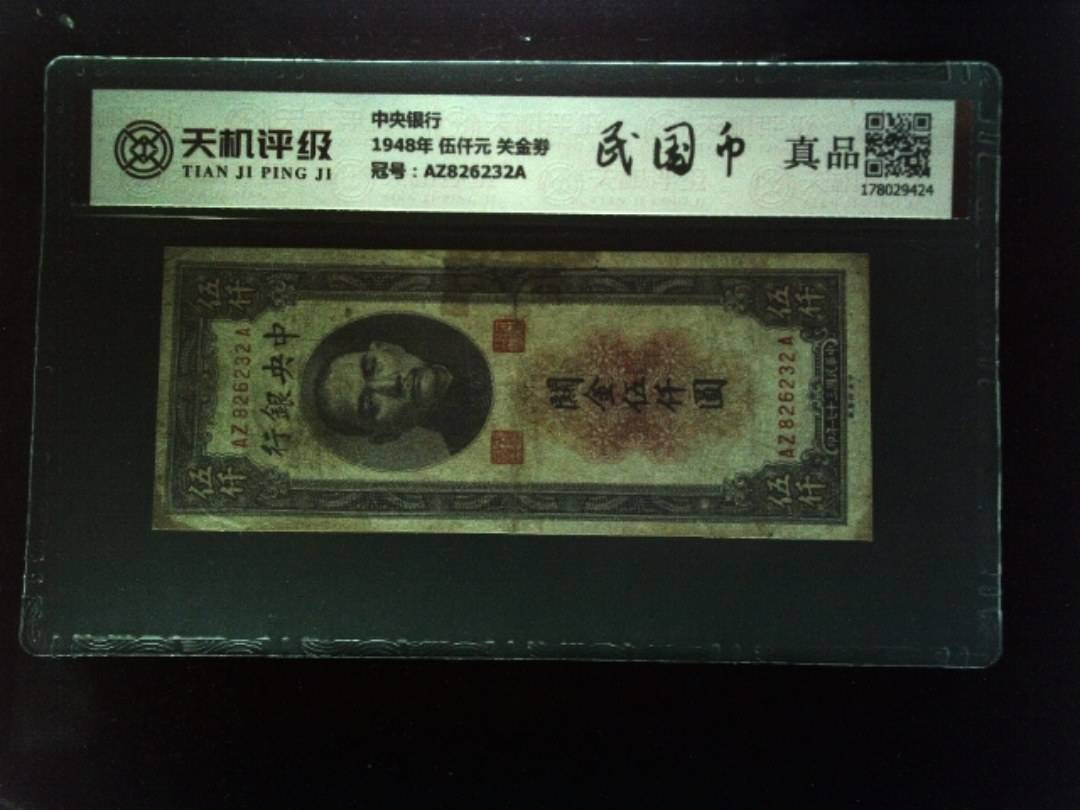 天机评级
TIAN JI PING JI
中央银行
1948年 伍仟元 关金券
冠号：AZ826232A
民国币
真品
178029424
伍仟
伍仟
伍仟
伍仟
中央銀行
AZ826232A
關金伍仟圓
AZ826232A